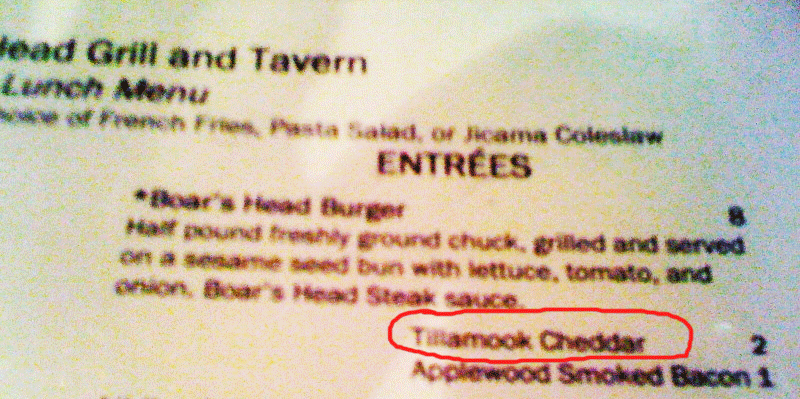 Head Grill and Tavern
Lunch Menu
of French Fries, Pasta Salad, or Jicama Coleslaw
ENTRÉES
*Boar's Head Burger 8
Half pound freshly ground chuck, grilled and served
on a sesame seed bun with lettuce, tomato, and
onion. Boar's Head Steak sauce.
Tillamook Cheddar 2
Applewood Smoked Bacon 1